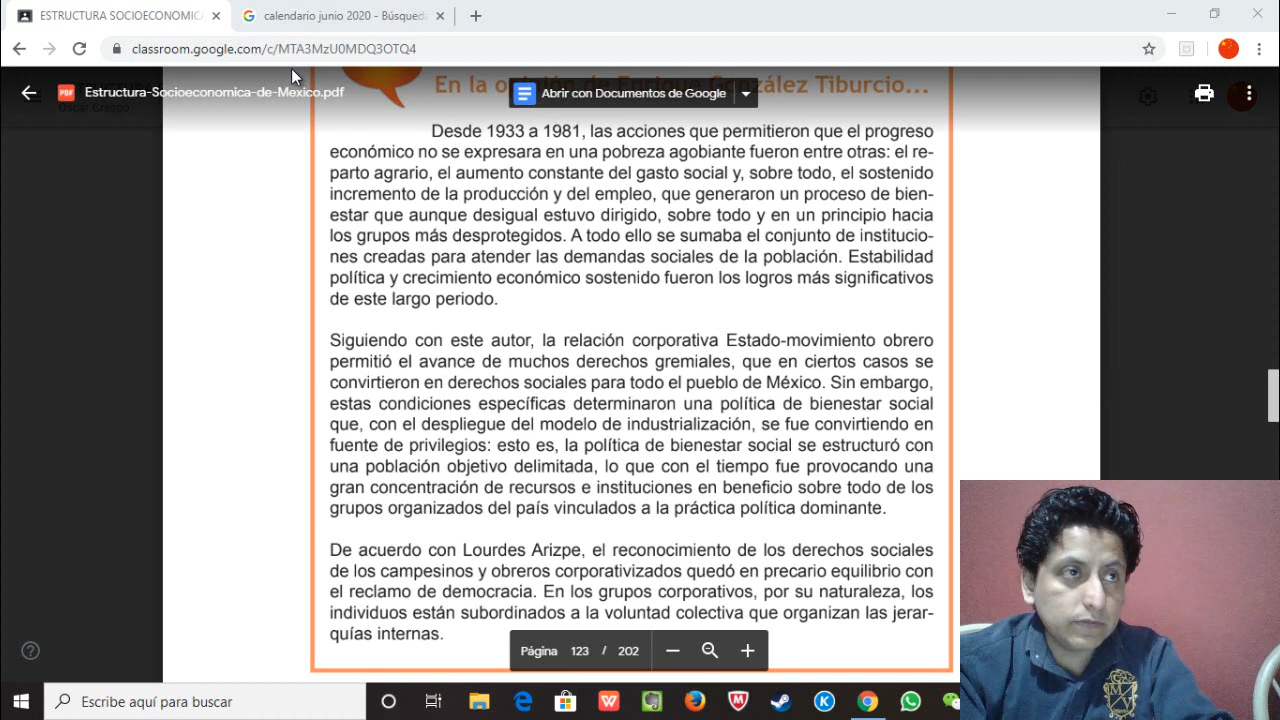 ESTRUCTURA SOCIOECONOMICA
calendario junio 2020 - Búsqueda
classroom.google.com/c/MTA3MzU0MDQ3OTQ4
En la opinión de Enrique González Tiburcio...
PDF
Estructura-Socioeconomica-de-Mexico.pdf
Abrir con Documentos de Google
Desde 1933 a 1981, las acciones que permitieron que el progreso
económico no se expresara en una pobreza agobiante fueron entre otras: el re-
parto agrario, el aumento constante del gasto social y, sobre todo, el sostenido
incremento de la producción y del empleo, que generaron un proceso de bien-
estar que aunque desigual estuvo dirigido, sobre todo y en un principio hacia
los grupos más desprotegidos. A todo ello se sumaba el conjunto de institucio-
nes creadas para atender las demandas sociales de la población. Estabilidad
política y crecimiento económico sostenido fueron los logros más significativos
de este largo periodo.
Siguiendo con este autor, la relación corporativa Estado-movimiento obrero
permitió el avance de muchos derechos gremiales, que en ciertos casos se
convirtieron en derechos sociales para todo el pueblo de México. Sin embargo,
estas condiciones específicas determinaron una política de bienestar social
que, con el despliegue del modelo de industrialización, se fue convirtiendo en
fuente de privilegios: esto es, la política de bienestar social se estructuró con
una población objetivo delimitada, lo que con el tiempo fue provocando una
gran concentración de recursos e instituciones en beneficio sobre todo de los
grupos organizados del país vinculados a la práctica política dominante.
De acuerdo con Lourdes Arizpe, el reconocimiento de los derechos sociales
de los campesinos y obreros corporativizados quedó en precario equilibrio con
el reclamo de democracia. En los grupos corporativos, por su naturaleza, los
individuos están subordinados a la voluntad colectiva que organizan las jerar-
quías internas.
Página 123 / 202
Escribe aquí para buscar